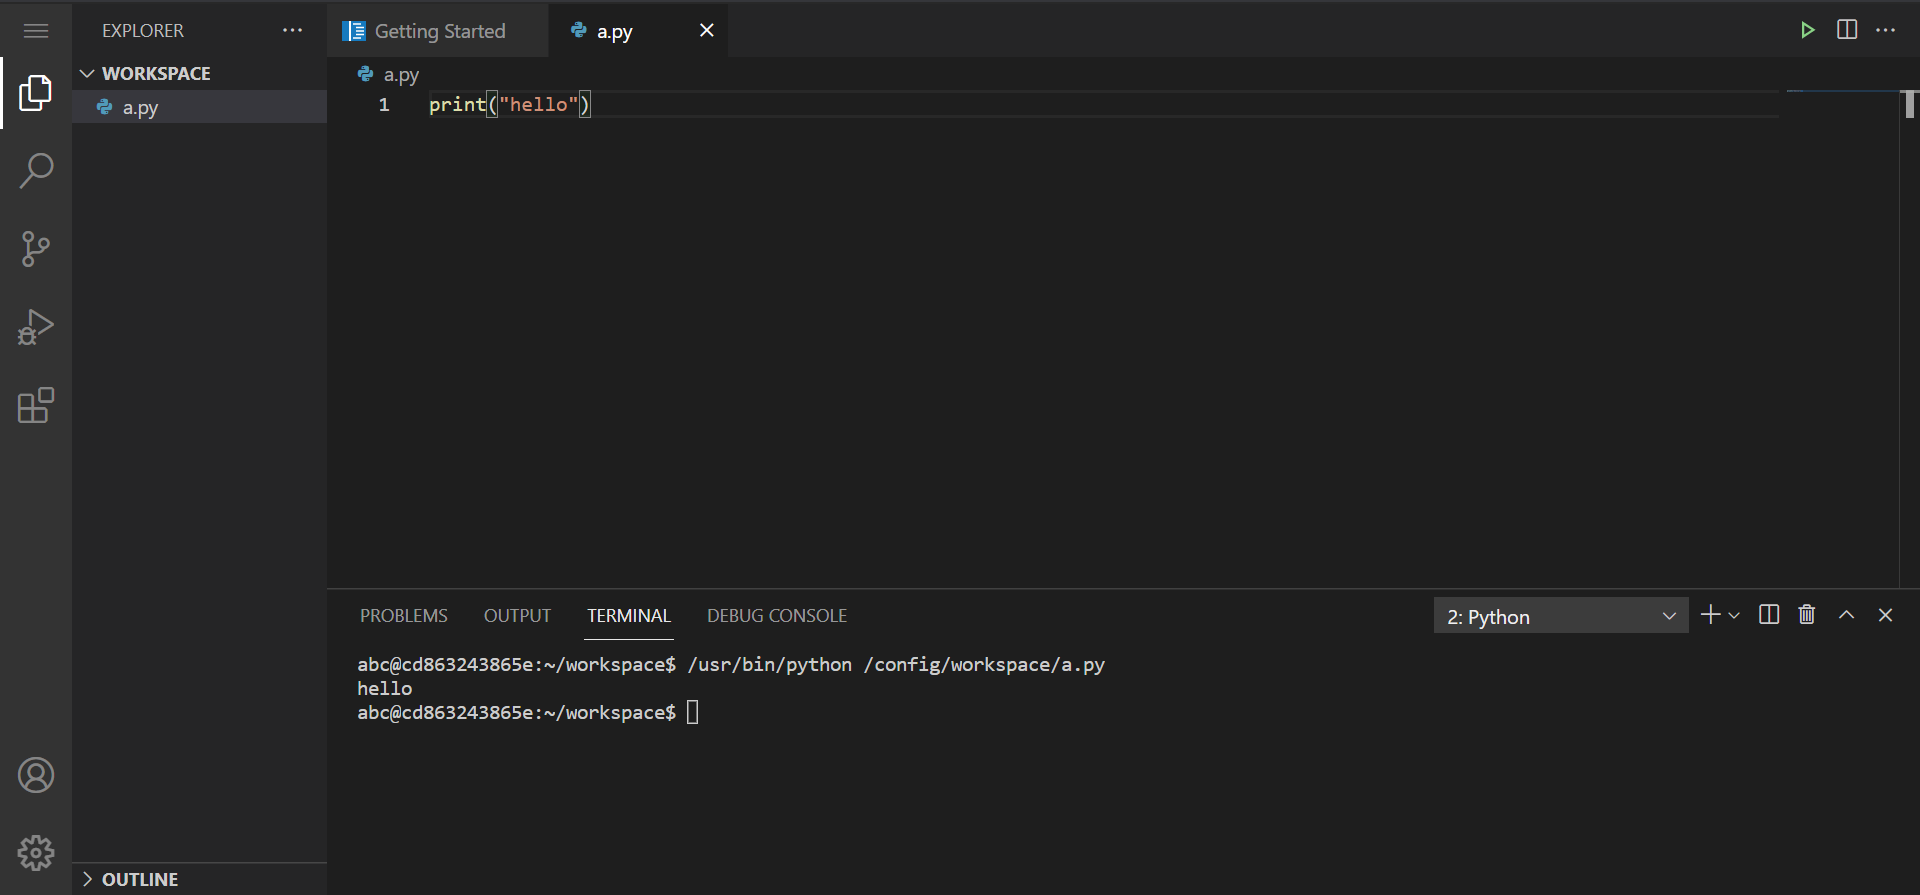 EXPLORER
WORKSPACE
a.py
OUTLINE
Getting Started
a.py
a.py
1 print("hello")
PROBLEMS OUTPUT TERMINAL DEBUG CONSOLE
2: Python
abc@cd863243865e:~/workspace$ /usr/bin/python /config/workspace/a.py
hello
abc@cd863243865e:~/workspace$